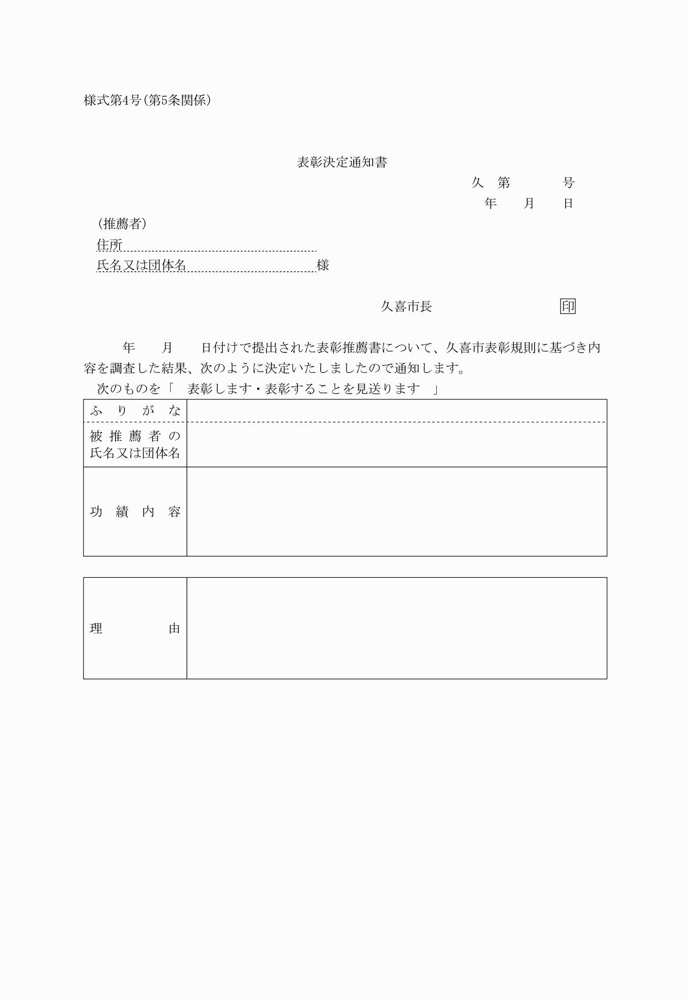 様式第4号(第5条関係)
表彰決定通知書
久　第　　　　号
年　　月　　日
(推薦者)
住所
氏名又は団体名　　　　　　　　　　様
久喜市長　　　　　　　　　　印
年　　月　　日付けで提出された表彰推薦書について、久喜市表彰規則に基づき内
容を調査した結果、次のように決定いたしましたので通知します。
次のものを「　表彰します・表彰することを見送ります　」
ふりがな
被推薦者の
氏名又は団体名
功績内容
理由